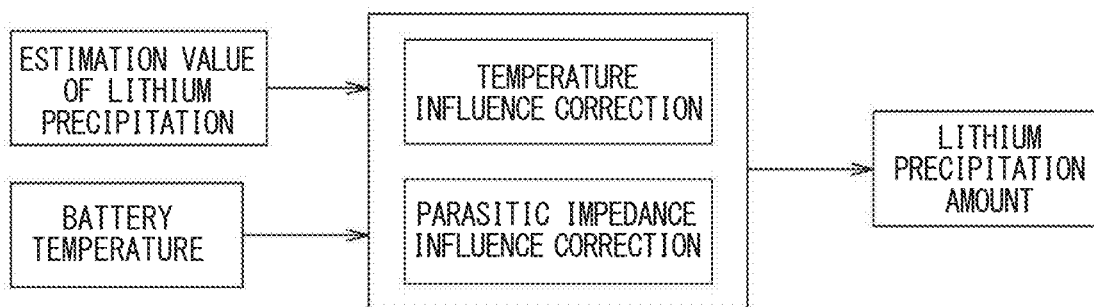 ESTIMATION VALUE
OF LITHIUM
PRECIPITATION
BATTERY
TEMPERATURE
TEMPERATURE
INFLUENCE CORRECTION
PARASITIC IMPEDANCE
INFLUENCE CORRECTION
LITHIUM
PRECIPITATION
AMOUNT